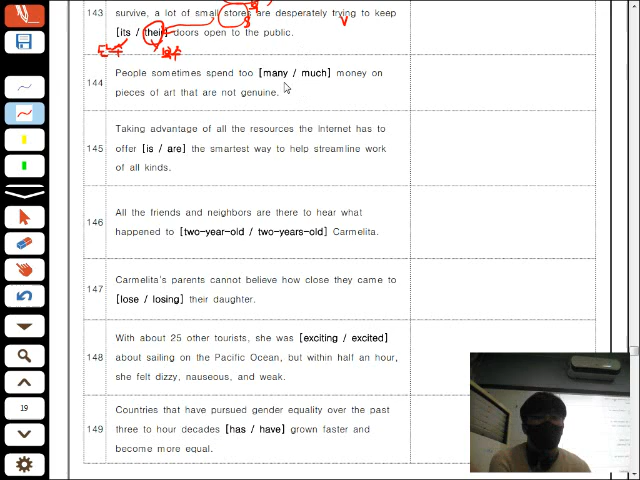 143
survive, a lot of small stores are desperately trying to keep
[its / their] doors open to the public.
144
People sometimes spend too [many / much] money on
pieces of art that are not genuine.
145
Taking advantage of all the resources the Internet has to
offer [is / are] the smartest way to help streamline work
of all kinds.
146
All the friends and neighbors are there to hear what
happened to [two-year-old / two-years-old] Carmelita.
147
Carmelita's parents cannot believe how close they came to
[lose / losing] their daughter.
148
With about 25 other tourists, she was [exciting / excited]
about sailing on the Pacific Ocean, but within half an hour,
she felt dizzy, nauseous, and weak.
149
Countries that have pursued gender equality over the past
three to hour decades [has / have] grown faster and
become more equal.
19